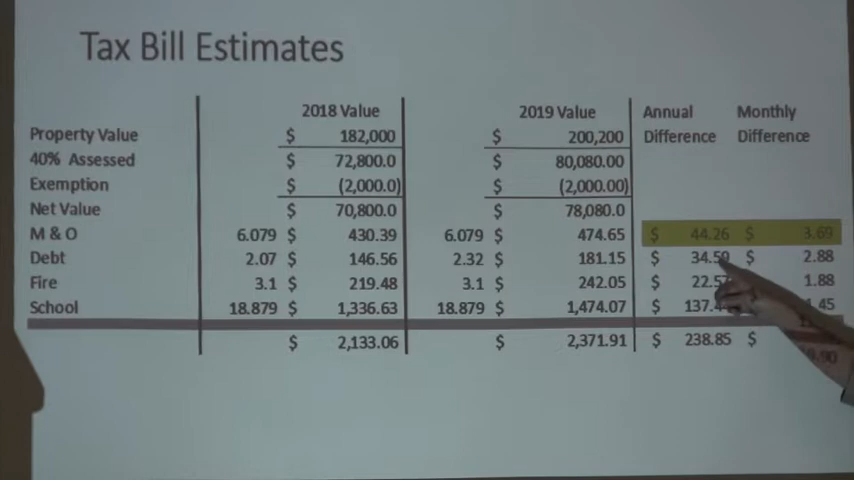 Tax Bill Estimates
2018 Value 2019 Value Annual Monthly
Property Value $ 182,000 $ 200,200 Difference Difference
40% Assessed $ 72,800.0 $ 80,080.00
Exemption $ (2,000.0) $ (2,000.00)
Net Value $ 70,800.0 $ 78,080.0
M & O 6.079 $ 430.39 6.079 $ 474.65 $ 44.26 $ 3.69
Debt 2.07 $ 146.56 2.32 $ 181.15 $ 34.59 $ 2.88
Fire 3.1 $ 219.48 3.1 $ 242.05 $ 1.88
School 18.879 $ 1,336.63 18.879 $ 1,474.07 $
$ 2,133.06 $ 2,371.91 $ 238.85 $